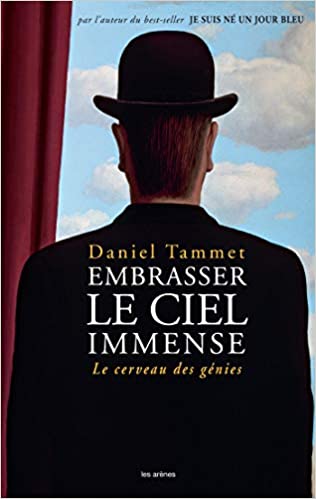 par l'auteur du best-seller JE SUIS NÉ UN JOUR BLEU
Daniel Tammet
EMBRASSER
LE CIEL
IMMENSE
Le cerveau des génies
les arènes